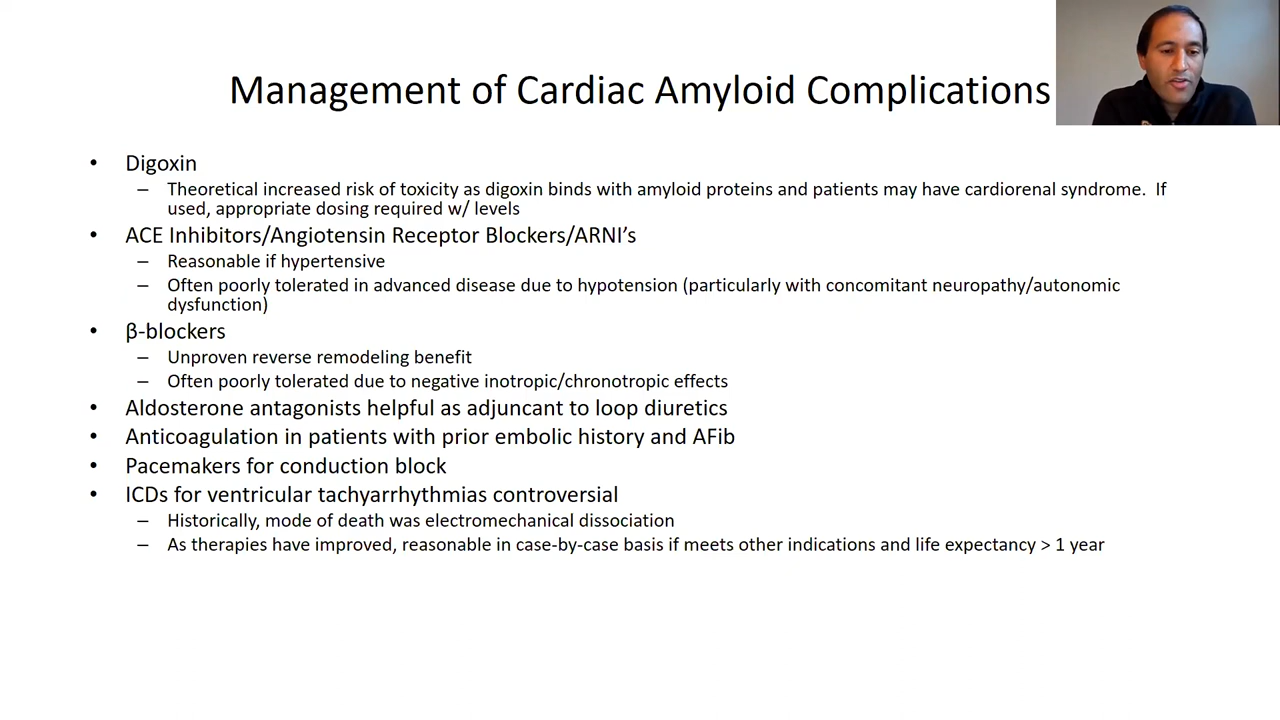 Management of Cardiac Amyloid Complications
• Digoxin
– Theoretical increased risk of toxicity as digoxin binds with amyloid proteins and patients may have cardiorenal syndrome.  If
used, appropriate dosing required w/ levels
• ACE Inhibitors/Angiotensin Receptor Blockers/ARNI’s
– Reasonable if hypertensive
– Often poorly tolerated in advanced disease due to hypotension (particularly with concomitant neuropathy/autonomic
dysfunction)
• β-blockers
– Unproven reverse remodeling benefit
– Often poorly tolerated due to negative inotropic/chronotropic effects
• Aldosterone antagonists helpful as adjuncant to loop diuretics
• Anticoagulation in patients with prior embolic history and AFib
• Pacemakers for conduction block
• ICDs for ventricular tachyarrhythmias controversial
– Historically, mode of death was electromechanical dissociation
– As therapies have improved, reasonable in case-by-case basis if meets other indications and life expectancy > 1 year